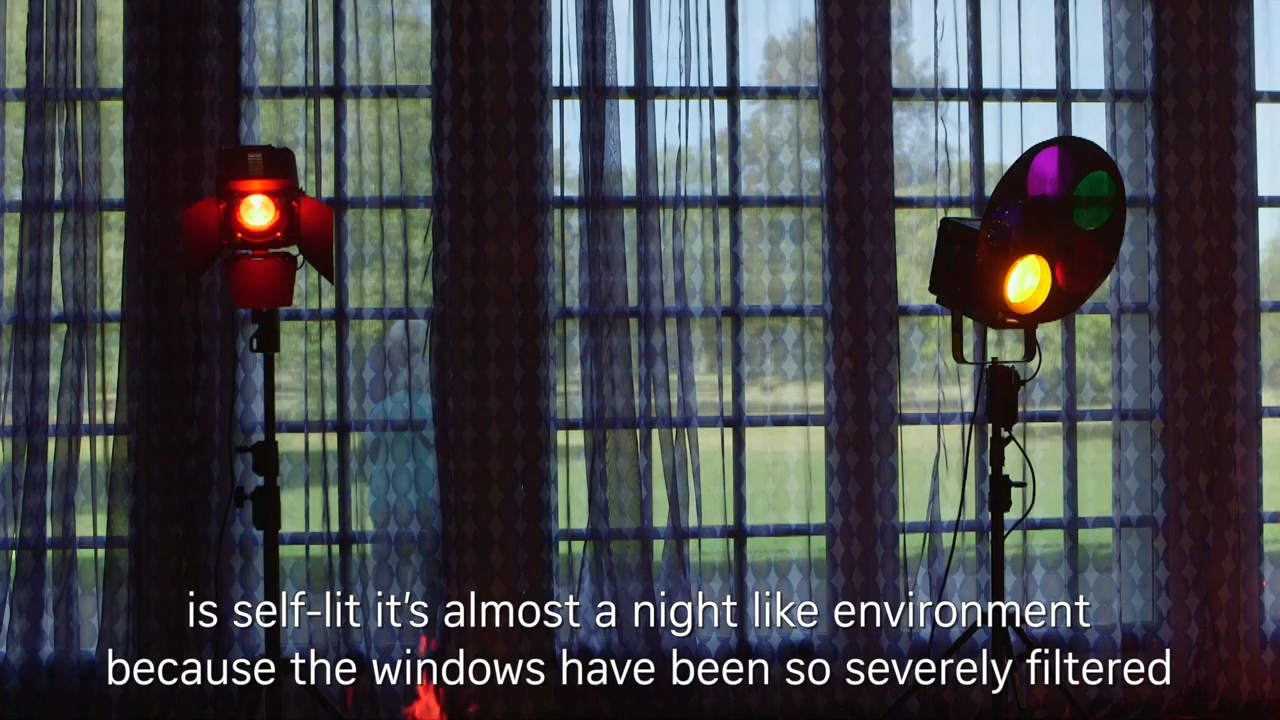 is self-lit it's almost a night like environment
because the windows have been so severely filtered